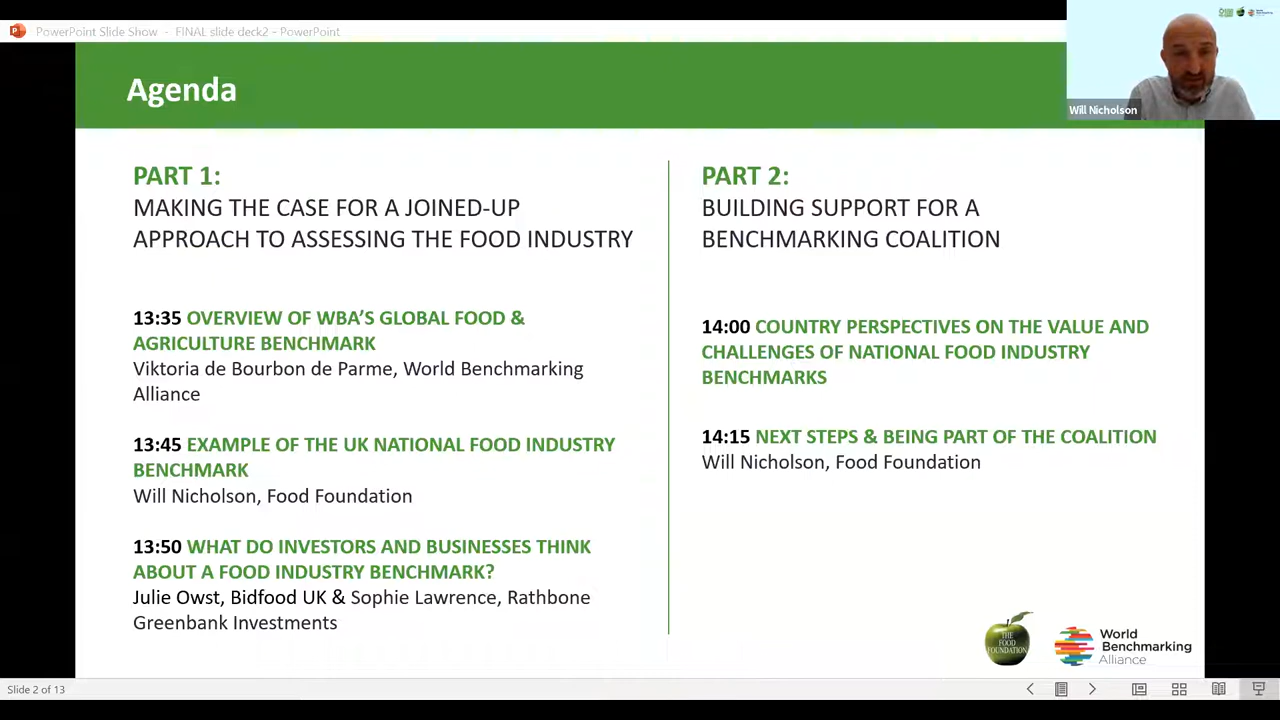 PowerPoint Slide Show - FINAL slide deck2 - PowerPoint
Will Nicholson
Agenda
PART 1:
MAKING THE CASE FOR A JOINED-UP
APPROACH TO ASSESSING THE FOOD INDUSTRY
13:35 OVERVIEW OF WBA’S GLOBAL FOOD &
AGRICULTURE BENCHMARK
Viktoria de Bourbon de Parme, World Benchmarking
Alliance
13:45 EXAMPLE OF THE UK NATIONAL FOOD INDUSTRY
BENCHMARK
Will Nicholson, Food Foundation
13:50 WHAT DO INVESTORS AND BUSINESSES THINK
ABOUT A FOOD INDUSTRY BENCHMARK?
Julie Owst, Bidfood UK & Sophie Lawrence, Rathbone
Greenbank Investments
PART 2:
BUILDING SUPPORT FOR A
BENCHMARKING COALITION
14:00 COUNTRY PERSPECTIVES ON THE VALUE AND
CHALLENGES OF NATIONAL FOOD INDUSTRY
BENCHMARKS
14:15 NEXT STEPS & BEING PART OF THE COALITION
Will Nicholson, Food Foundation
THE
FOOD
FOUNDATION
World
Benchmarking
Alliance
Slide 2 of 13